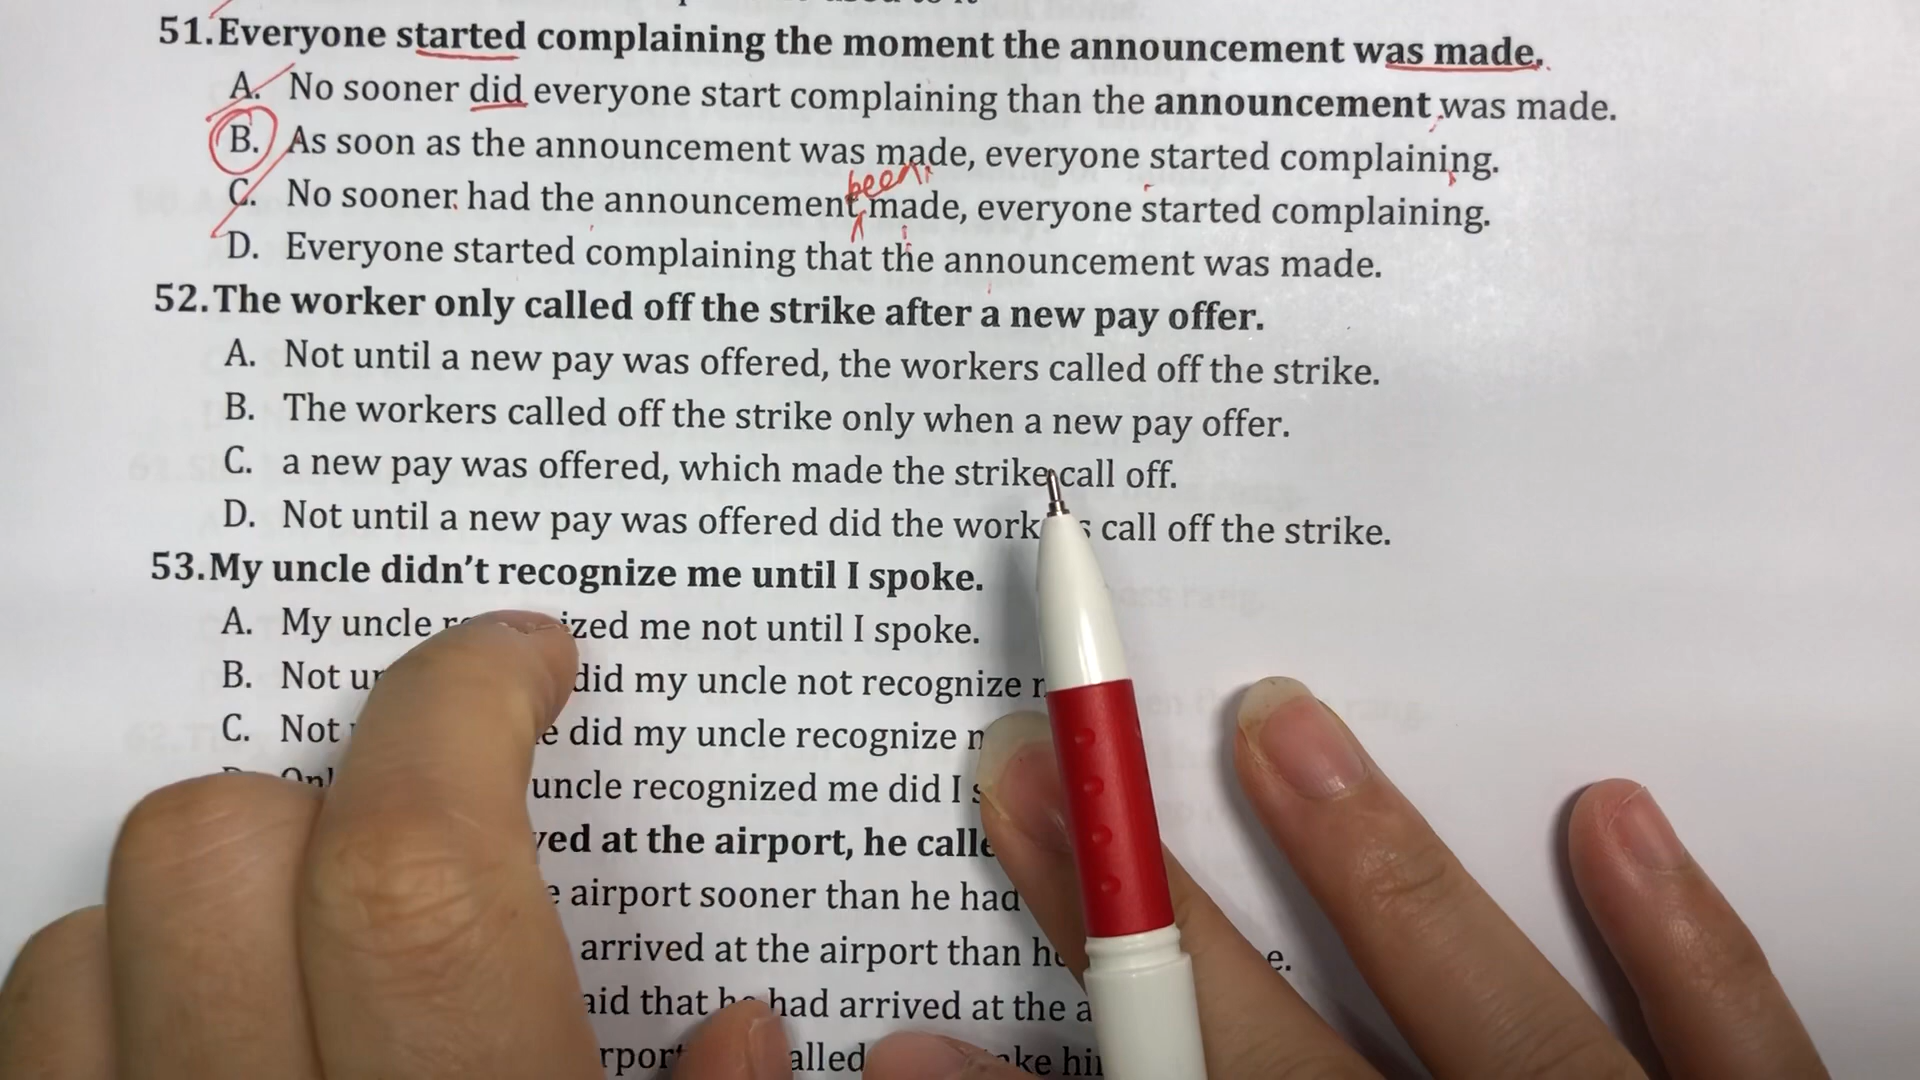 51. Everyone started complaining the moment the announcement was made.
A. No sooner did everyone start complaining than the announcement was made.
B. As soon as the announcement was made, everyone started complaining.
been
C. No sooner had the announcement made, everyone started complaining.
D. Everyone started complaining that the announcement was made.
52. The worker only called off the strike after a new pay offer.
A. Not until a new pay was offered, the workers called off the strike.
B. The workers called off the strike only when a new pay offer.
C. a new pay was offered, which made the strike call off.
D. Not until a new pay was offered did the call off the strike.
53. My uncle didn't recognize me until I spoke.
A. My uncle me not until I spoke.
B. Not did my uncle not recognize
C. Not did my uncle recognize
uncle recognized me did I
at the airport, he
airport sooner than he had
arrived at the airport than
that had arrived at the